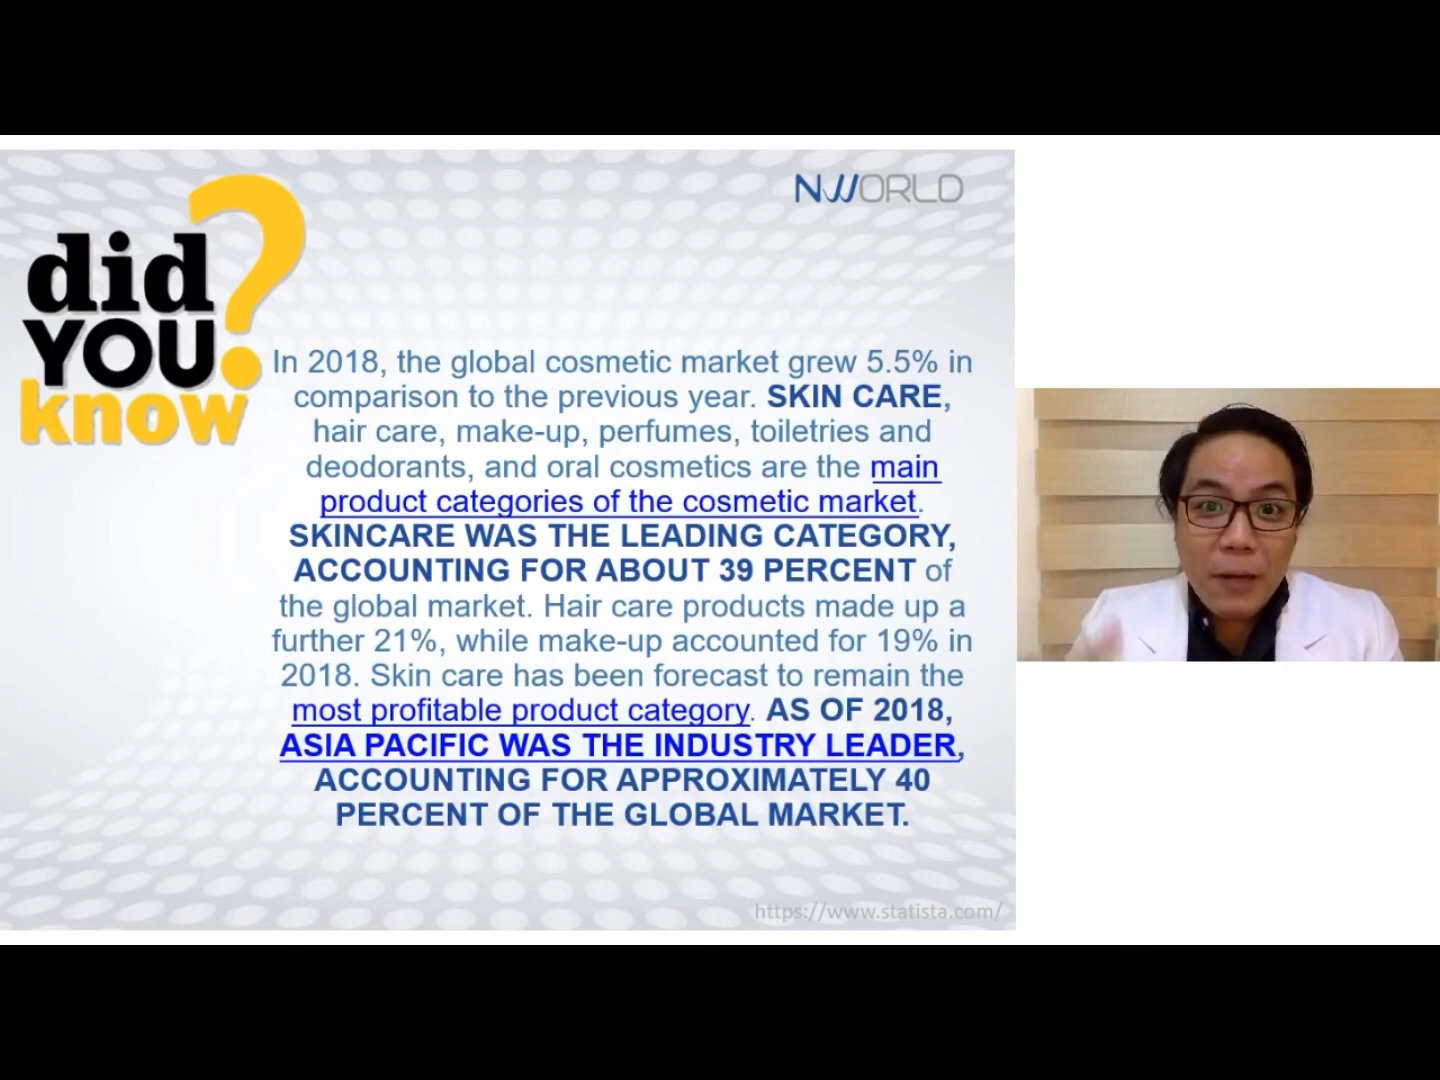 NWORLD
did
YOU?
know
In 2018, the global cosmetic market grew 5.5% in
comparison to the previous year. SKIN CARE,
hair care, make-up, perfumes, toiletries and
deodorants, and oral cosmetics are the main
product categories of the cosmetic market.
SKINCARE WAS THE LEADING CATEGORY,
ACCOUNTING FOR ABOUT 39 PERCENT of
the global market. Hair care products made up a
further 21%, while make-up accounted for 19% in
2018. Skin care has been forecast to remain the
most profitable product category. AS OF 2018,
ASIA PACIFIC WAS THE INDUSTRY LEADER,
ACCOUNTING FOR APPROXIMATELY 40
PERCENT OF THE GLOBAL MARKET.
https://www.statista.com/